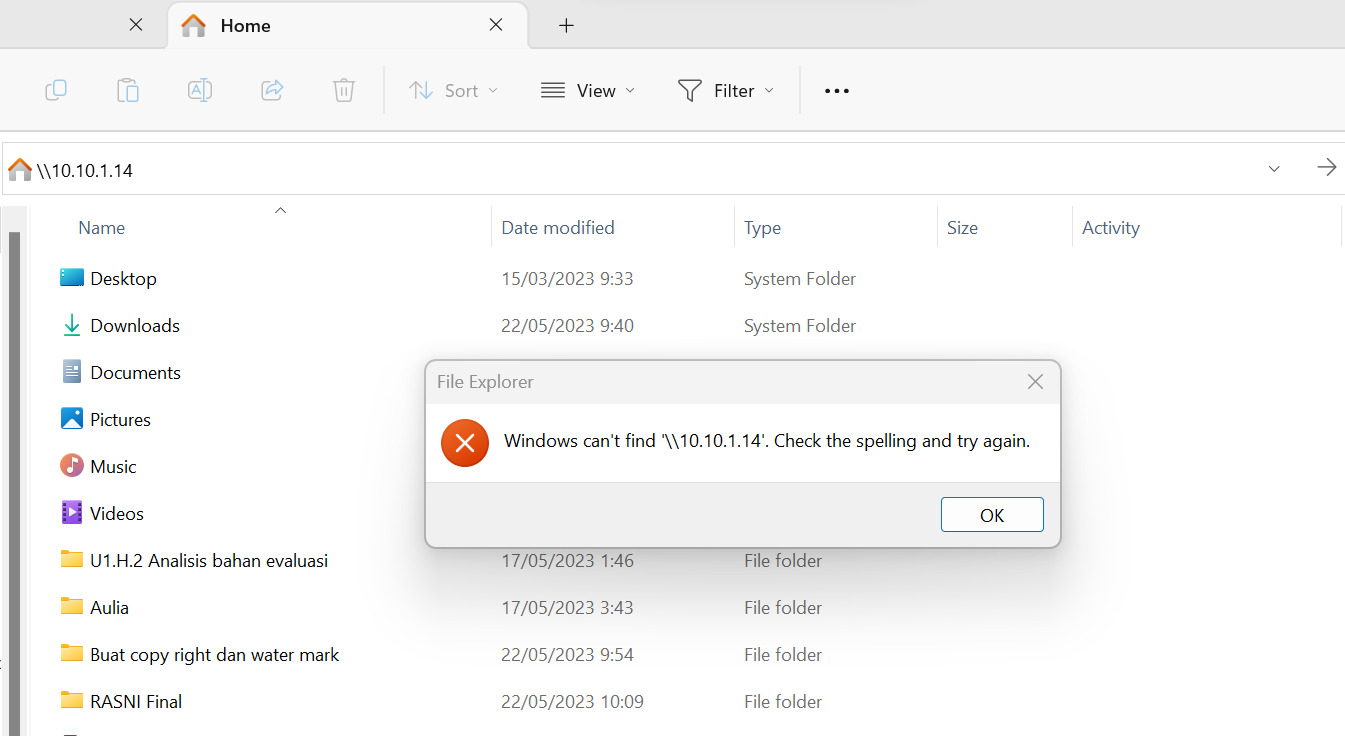 Home
Sort
View
Filter
\\10.10.1.14
Name Date modified Type Size Activity
Desktop 15/03/2023 9:33 System Folder
Downloads 22/05/2023 9:40 System Folder
Documents
Pictures
Music
Videos
File Explorer
Windows can't find '\\10.10.1.14'. Check the spelling and try again.
OK
U1.H.2 Analisis bahan evaluasi 17/05/2023 1:46 File folder
Aulia 17/05/2023 3:43 File folder
Buat copy right dan water mark 22/05/2023 9:54 File folder
RASNI Final 22/05/2023 10:09 File folder